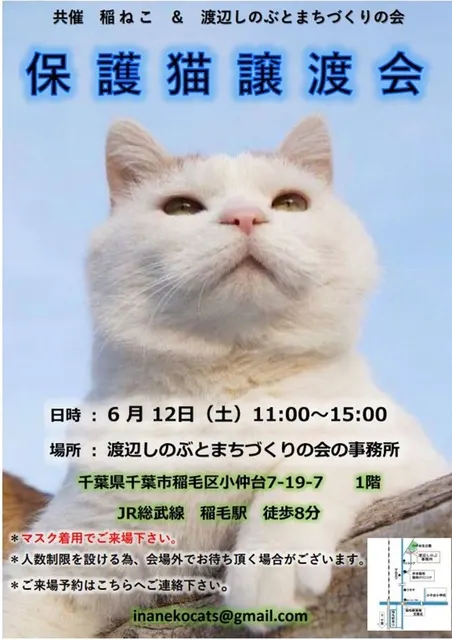 共催 稲ねこ & 渡辺しのぶとまちづくりの会
保護猫譲渡会
日時 : 6月12日(土)11:00~15:00
場所 : 渡辺しのぶとまちづくりの会の事務所
千葉県千葉市稲毛区小仲台7-19-7 1階
JR総武線 稲毛駅 徒歩8分
*マスク着用でご来場下さい。
*人数制限を設ける為、会場外でお待ち頂く場合がございます。
*ご来場予約はこちらへご連絡下さい。
inanekocats@gmail.com